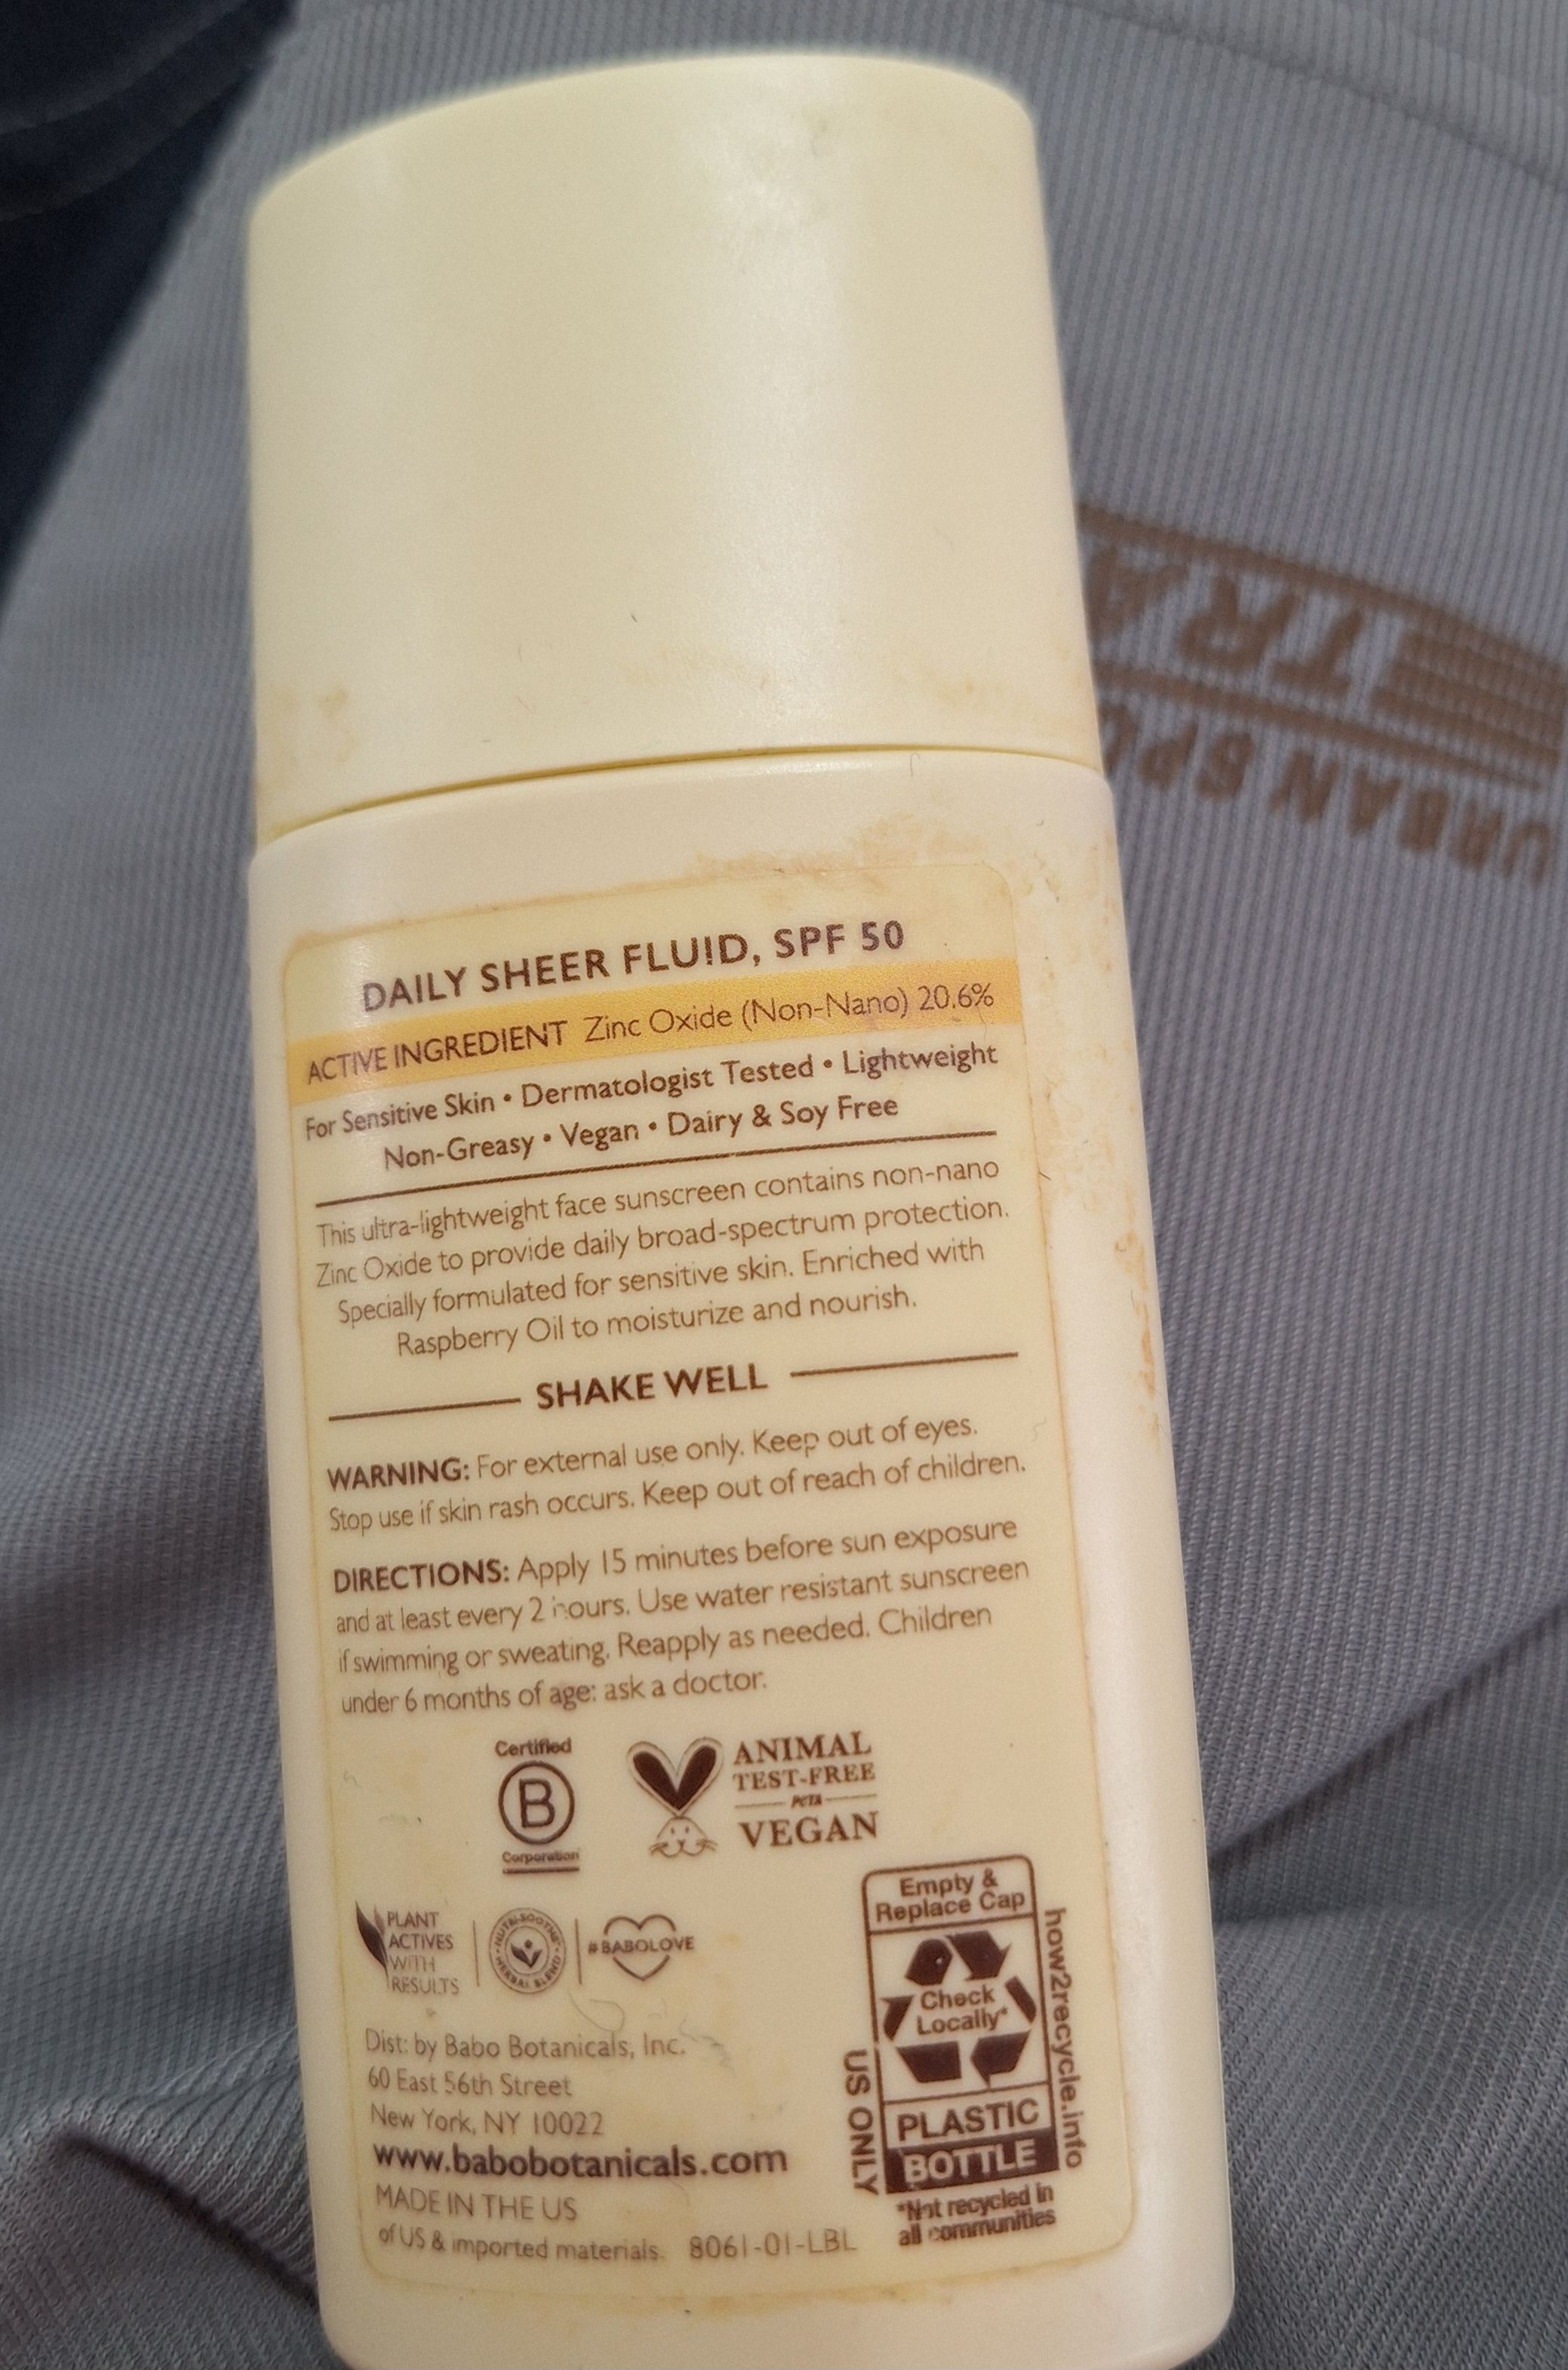 DAILY SHEER FLUID, SPF 50
ACTIVE INGREDIENT Zinc Oxide (Non-Nano) 20.6%
For Sensitive Skin • Dermatologist Tested • Lightweight
Non-Greasy • Vegan • Dairy & Soy Free
This ultra-lightweight face sunscreen contains non-nano
Zinc Oxide to provide daily broad-spectrum protection.
Specially formulated for sensitive skin. Enriched with
Raspberry Oil to moisturize and nourish.
SHAKE WELL
WARNING: For external use only. Keep out of eyes.
Stop use if skin rash occurs. Keep out of reach of children.
DIRECTIONS: Apply 15 minutes before sun exposure
and at least every 2 hours. Use water resistant sunscreen
if swimming or sweating. Reapply as needed. Children
under 6 months of age: ask a doctor.
Certified
B
Corporation
ANIMAL
TEST-FREE
PETA
VEGAN
PLANT
ACTIVES
WITH
RESULTS
NUTRI-SOOTHE
HERBAL BLEND
#BABOLOVE
Empty &
Replace Cap
Check
Locally*
PLASTIC
BOTTLE
US ONLY
how2recycle.info
*Not recycled in
all communities
Dist: by Babo Botanicals, Inc.
60 East 56th Street
New York, NY 10022
www.babobotanicals.com
MADE IN THE US
of US & imported materials. 8061-01-LBL
URBAN